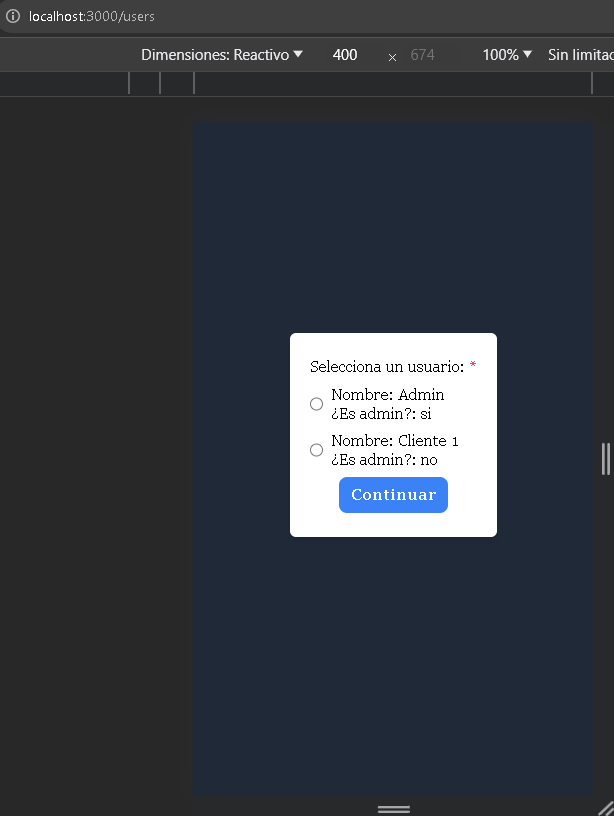 localhost:3000/users
Dimensiones: Reactivo ▼ 400 × 674 100% ▼ Sin limitac
Selecciona un usuario: *
Nombre: Admin
¿Es admin?: si
Nombre: Cliente 1
¿Es admin?: no
Continuar